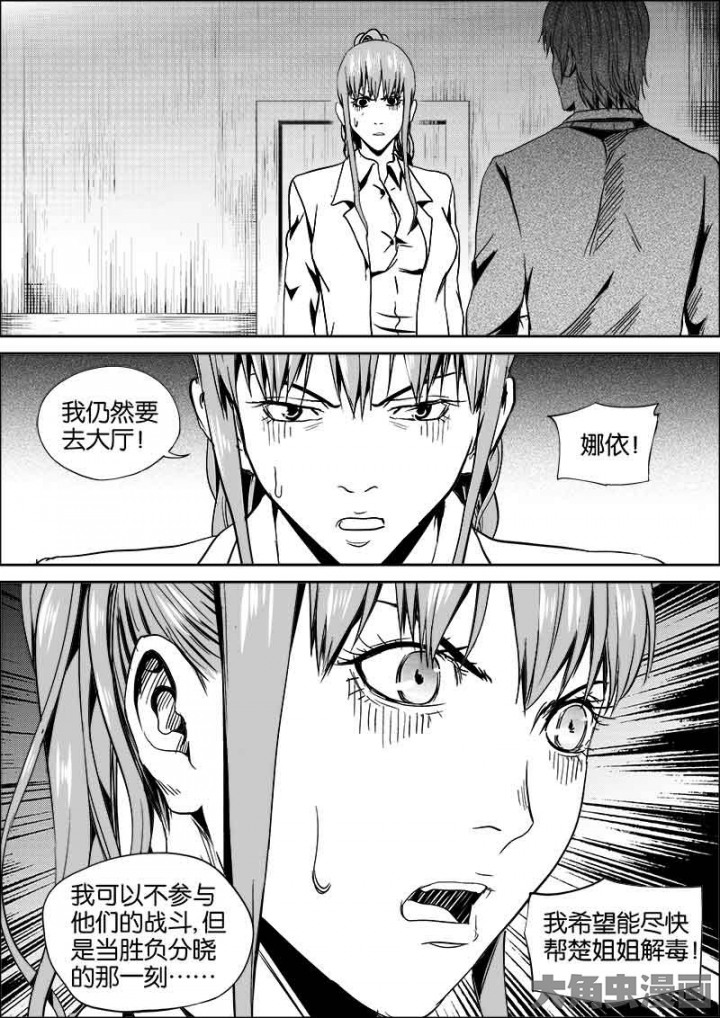 我仍然要
去大厅！
娜依！
我可以不参与
他们的战斗,但
是当胜负分晓
的那一刻……
我希望能尽快
帮楚姐姐解毒！
大角虫漫画